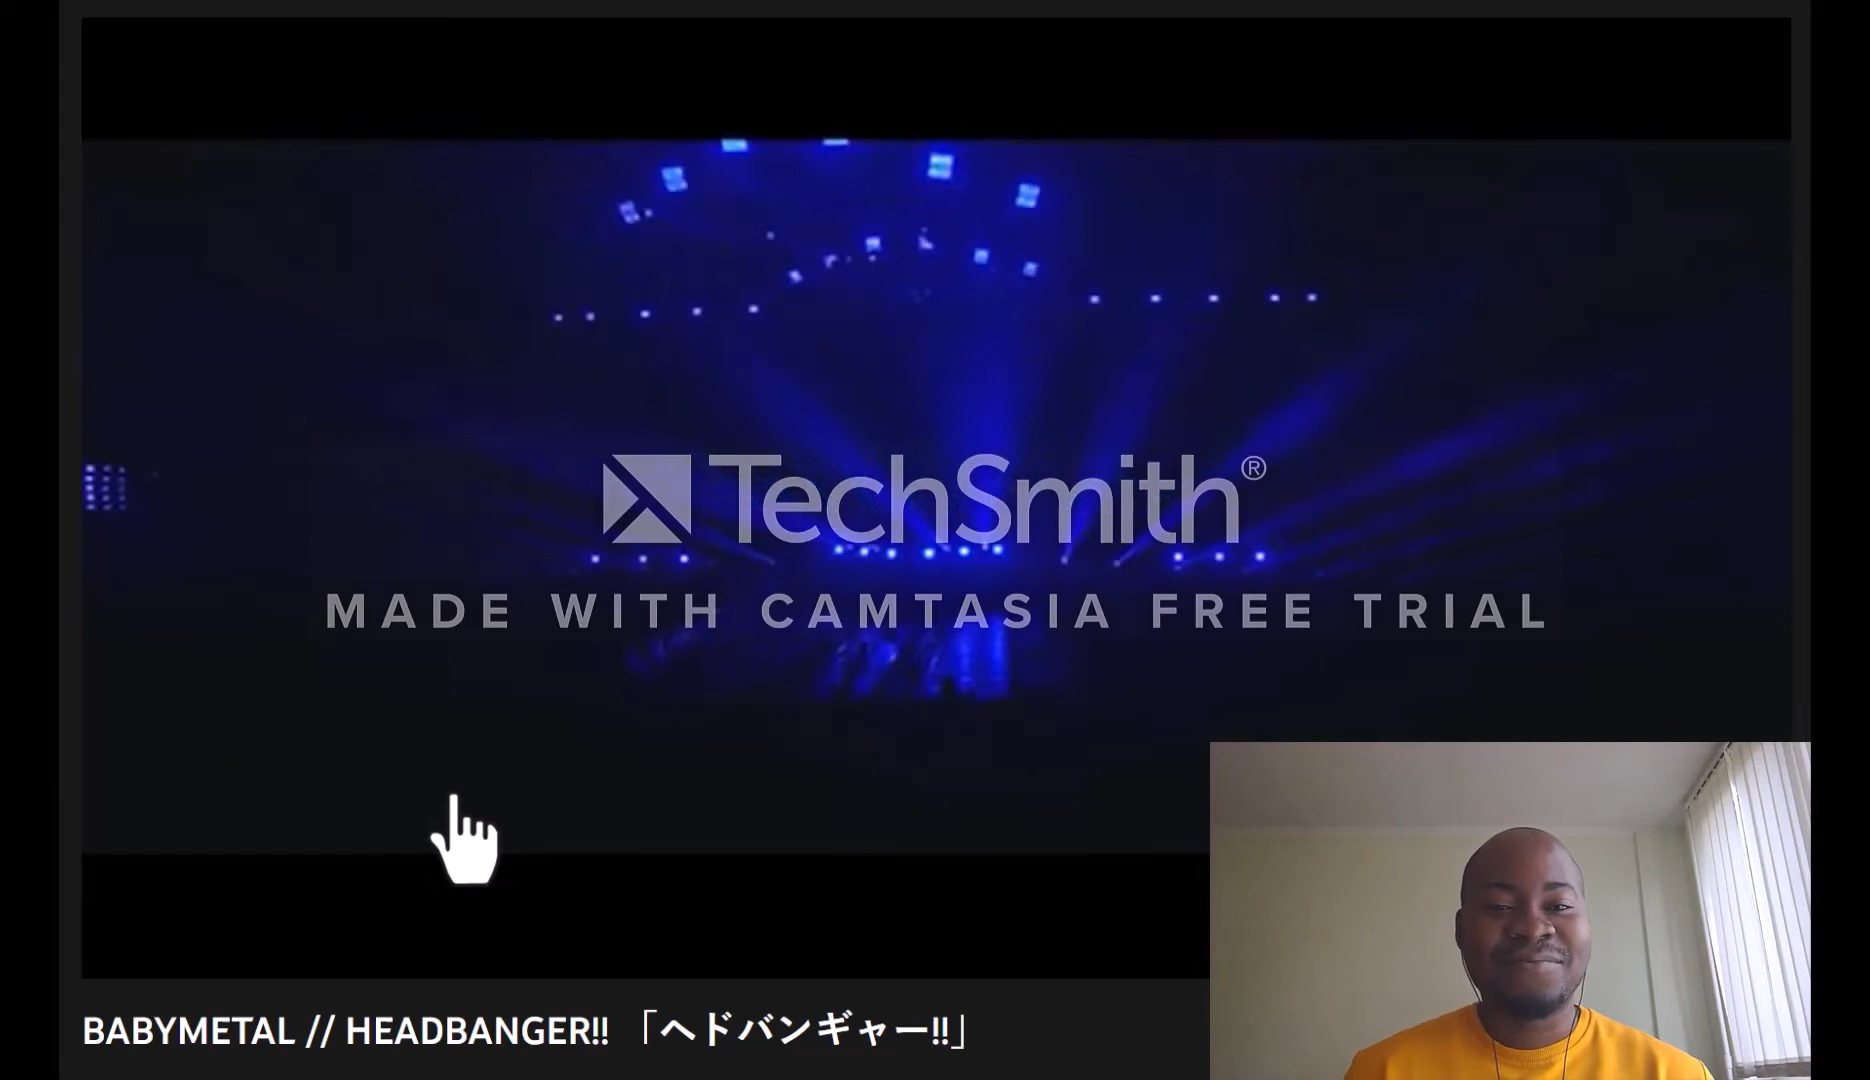 TechSmith®
MADE WITH CAMTASIA FREE TRIAL
BABYMETAL // HEADBANGER!! 「ヘドバンギャー!!」